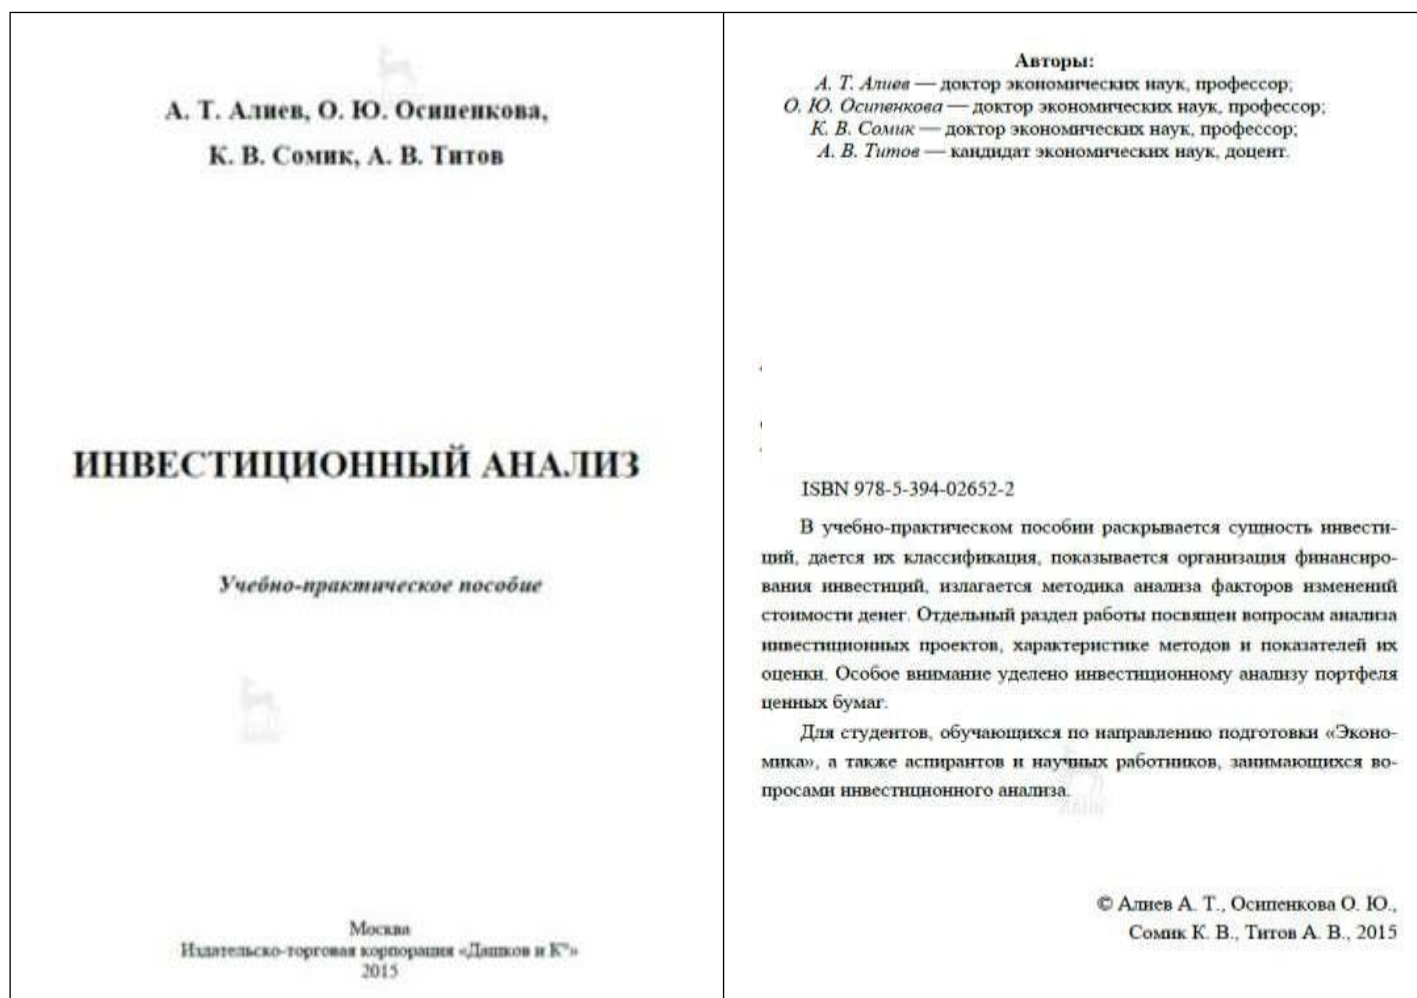 А. Т. Алиев, О. Ю. Осипенкова,
К. В. Сомик, А. В. Титов
ИНВЕСТИЦИОННЫЙ АНАЛИЗ
Учебно-практическое пособие
Москва
Издательско-торговая корпорация «Дашков и К°»
2015
Авторы:
А. Т. Алиев — доктор экономических наук, профессор;
О. Ю. Осипенкова — доктор экономических наук, профессор;
К. В. Сомик — доктор экономических наук, профессор;
А. В. Титов — кандидат экономических наук, доцент.
ISBN 978-5-394-02652-2
В учебно-практическом пособии раскрывается сущность инвести-
ций, дается их классификация, показывается организация финансиро-
вания инвестиций, излагается методика анализа факторов изменений
стоимости денег. Отдельный раздел работы посвящен вопросам анализа
инвестиционных проектов, характеристике методов и показателей их
оценки. Особое внимание уделено инвестиционному анализу портфеля
ценных бумаг.
Для студентов, обучающихся по направлению подготовки «Эконо-
мика», а также аспирантов и научных работников, занимающихся во-
просами инвестиционного анализа.
© Алиев А. Т., Осипенкова О. Ю.,
Сомик К. В., Титов А. В., 2015